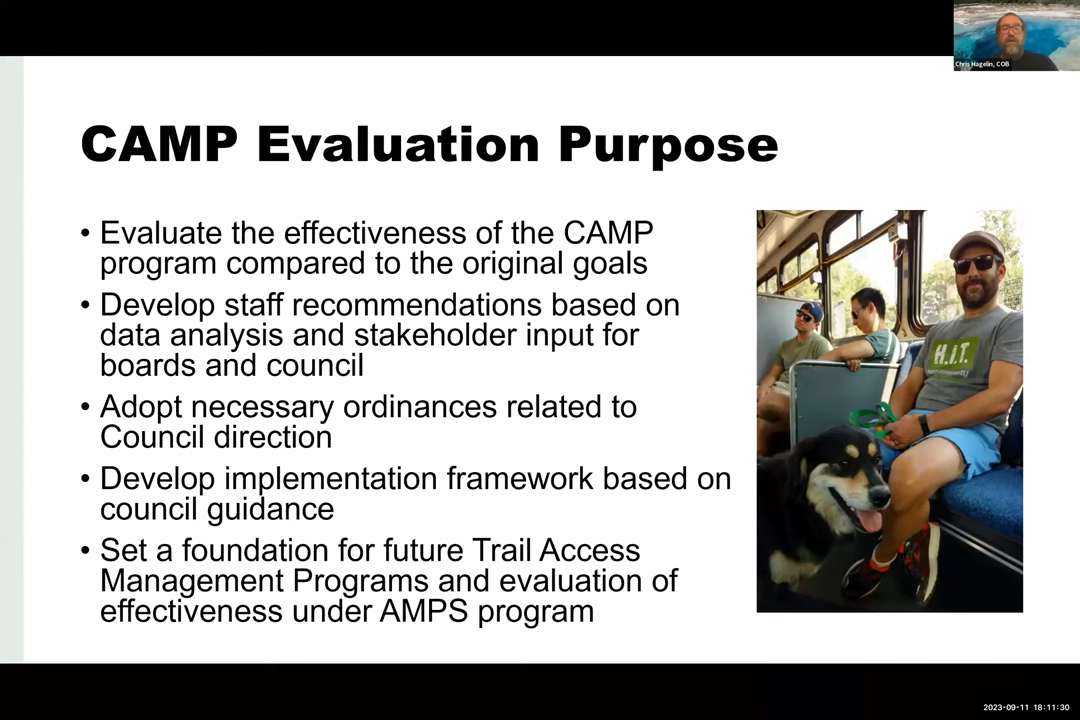 Chris Hagelin, COB
CAMP Evaluation Purpose
• Evaluate the effectiveness of the CAMP
program compared to the original goals
• Develop staff recommendations based on
data analysis and stakeholder input for
boards and council
• Adopt necessary ordinances related to
Council direction
• Develop implementation framework based on
council guidance
• Set a foundation for future Trail Access
Management Programs and evaluation of
effectiveness under AMPS program
H.I.T.
2023-09-11 18:11:30